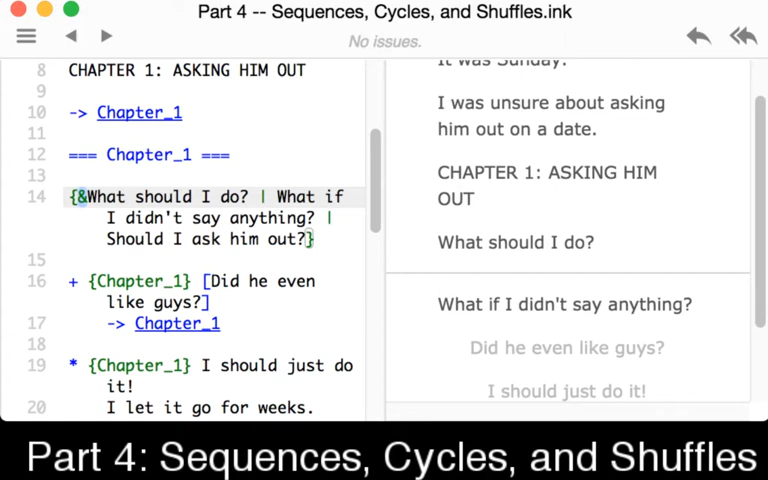 Part 4 -- Sequences, Cycles, and Shuffles.ink
No issues.
8 CHAPTER 1: ASKING HIM OUT
9
10 -> Chapter_1
11
12 === Chapter_1 ===
13
14 {&What should I do? | What if
I didn't say anything? |
Should I ask him out?}
15
16 + {Chapter_1} [Did he even
like guys?]
17 -> Chapter_1
18
19 * {Chapter_1} I should just do
it!
20 I let it go for weeks.
It was Sunday.
I was unsure about asking
him out on a date.
CHAPTER 1: ASKING HIM
OUT
What should I do?
What if I didn't say anything?
Did he even like guys?
I should just do it!
Part 4: Sequences, Cycles, and Shuffles